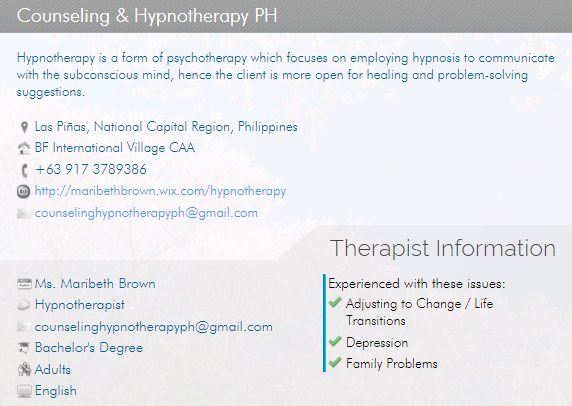 Counseling & Hypnotherapy PH
Hypnotherapy is a form of psychotherapy which focuses on employing hypnosis to communicate
with the subconscious mind, hence the client is more open for healing and problem-solving
suggestions.
Las Piñas, National Capital Region, Philippines
BF International Village CAA
+63 917 3789386
http://maribethbrown.wix.com/hypnotherapy
counselinghypnotherapyph@gmail.com
Therapist Information
Ms. Maribeth Brown
Hypnotherapist
counselinghypnotherapyph@gmail.com
Bachelor's Degree
Adults
English
Experienced with these issues:
Adjusting to Change / Life
Transitions
Depression
Family Problems